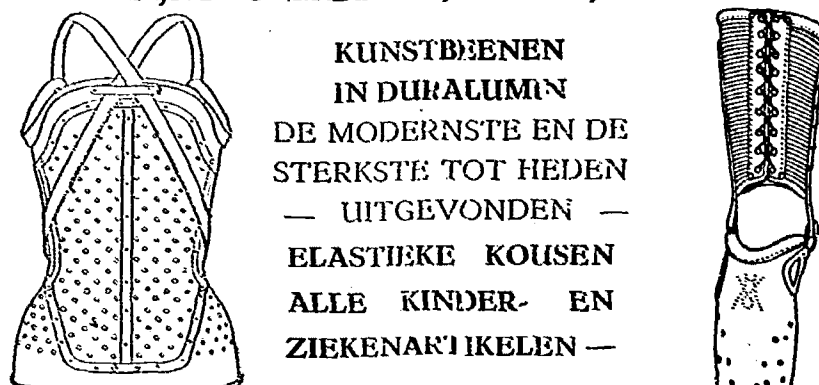 KUNSTBEENEN
IN DURALUMIN
DE MODERNSTE EN DE
STERKSTE TOT HEDEN
— UITGEVONDEN —
ELASTIEKE KOUSEN
ALLE KINDER- EN
ZIEKENARTIKELEN —